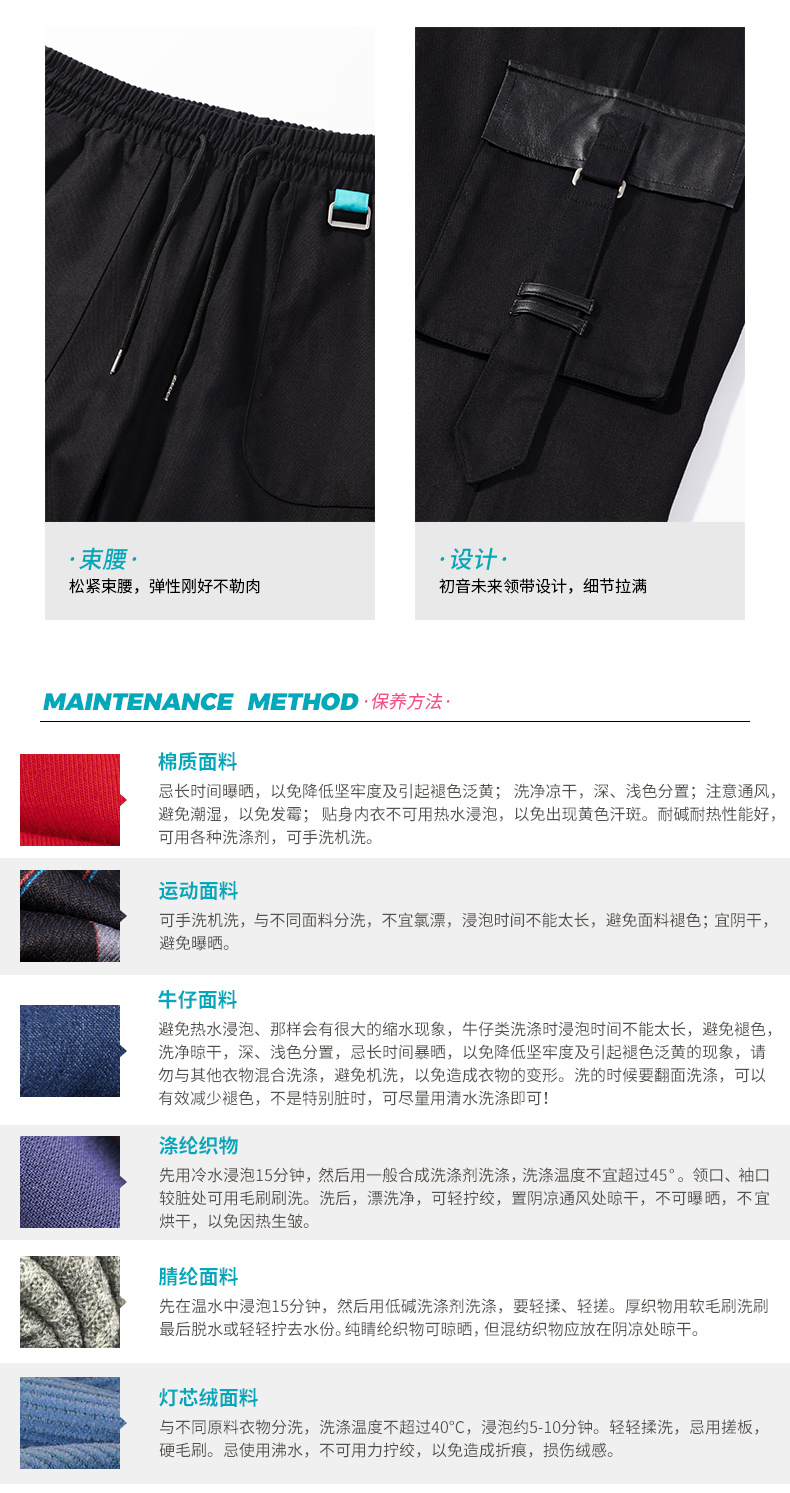 ·束腰·
松紧束腰，弹性刚好不勒肉
·设计·
初音未来领带设计，细节拉满
MAINTENANCE METHOD ·保养方法·
棉质面料
忌长时间曝晒，以免降低坚牢度及引起褪色泛黄； 洗净凉干，深、浅色分置；注意通风，
避免潮湿，以免发霉； 贴身内衣不可用热水浸泡，以免出现黄色汗斑。耐碱耐热性能好，
可用各种洗涤剂，可手洗机洗。
运动面料
可手洗机洗，与不同面料分洗，不宜氯漂，浸泡时间不能太长，避免面料褪色；宜阴干，
避免曝晒。
牛仔面料
避免热水浸泡、那样会有很大的缩水现象，牛仔类洗涤时浸泡时间不能太长，避免褪色，
洗净晾干，深、浅色分置，忌长时间暴晒，以免降低坚牢度及引起褪色泛黄的现象，请
勿与其他衣物混合洗涤，避免机洗，以免造成衣物的变形。洗的时候要翻面洗涤，可以
有效减少褪色，不是特别脏时，可尽量用清水洗涤即可！
涤纶织物
先用冷水浸泡15分钟，然后用一般合成洗涤剂洗涤，洗涤温度不宜超过45°。领口、袖口
较脏处可用毛刷刷洗。洗后，漂洗净，可轻拧绞，置阴凉通风处晾干，不可曝晒，不宜
烘干，以免因热生皱。
腈纶面料
先在温水中浸泡15分钟，然后用低碱洗涤剂洗涤，要轻揉、轻搓。厚织物用软毛刷洗刷
最后脱水或轻轻拧去水份。纯睛纶织物可晾晒，但混纺织物应放在阴凉处晾干。
灯芯绒面料
与不同原料衣物分洗，洗涤温度不超过40℃，浸泡约5-10分钟。轻轻揉洗，忌用搓板，
硬毛刷。忌使用沸水，不可用力拧绞，以免造成折痕，损伤绒感。